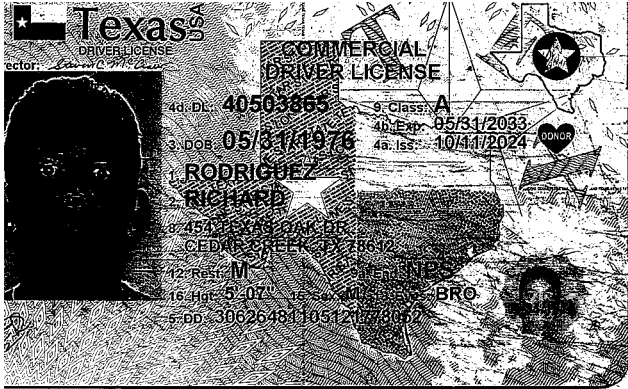 Texas USA
DRIVER LICENSE
COMMERCIAL
DRIVER LICENSE
ector:
4d. DL: 40503865 9. Class: A
4b. Exp: 05/31/2033
3. DOB 05/31/1976 4a. Iss: 10/11/2024
DONOR
1. RODRIGUEZ
2. RICHARD
8. 454 TEXAS OAK DR
CEDAR CREEK, TX 78612
12. Rest: M 9a. End: NPS
16. Hgt: 5'-07" 15. Sex: M BRO
5. DD: